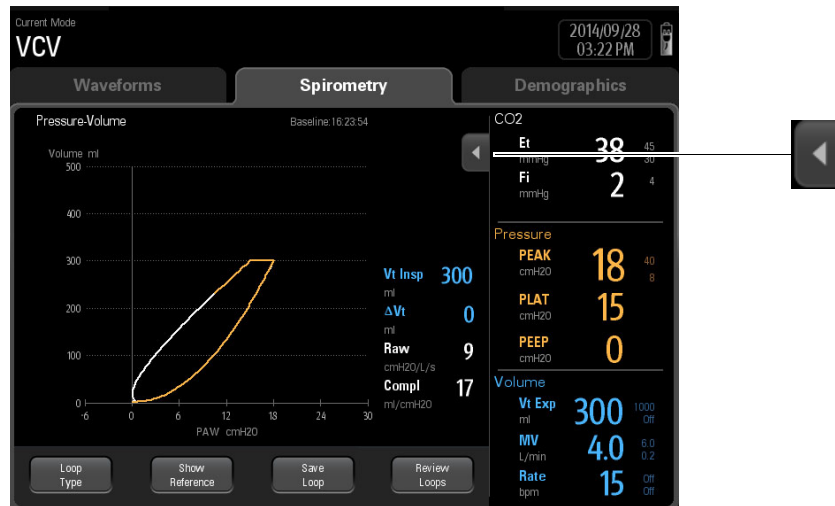 Current Mode
VCV
2014/09/28
03:22 PM
Waveforms
Spirometry
Demographics
Pressure-Volume
Baseline:16:23:54
Volume ml
500
400
300
200
100
0
-6 0 6 12 18 24 30
PAW cmH2O
Vt Insp 300
ml
ΔVt 0
ml
Raw 9
cmH2O/L/s
Compl 17
ml/cmH2O
CO2
Et 38 45
mmHg 30
Fi 2 4
mmHg
Pressure
PEAK 18 40
cmH2O 8
PLAT 15
cmH2O
PEEP 0
cmH2O
Volume
Vt Exp 300 1000
ml Off
MV 4.0 6.0
L/min 0.2
Rate 15 Off
bpm Off
Loop
Type
Show
Reference
Save
Loop
Review
Loops